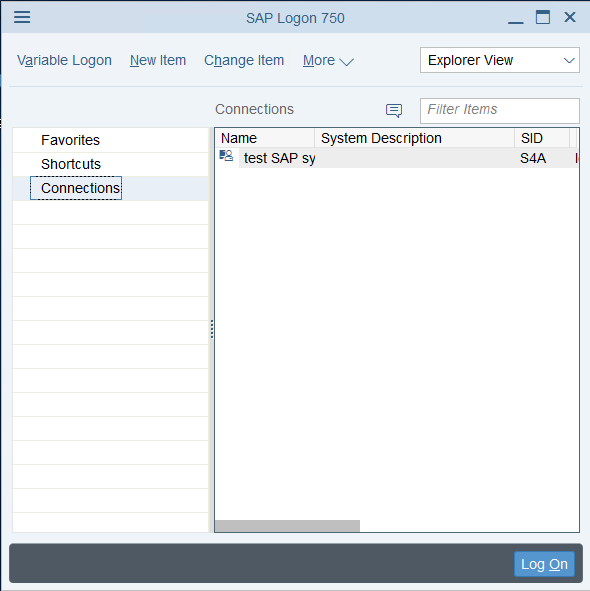 SAP Logon 750
Variable Logon New Item Change Item More Explorer View
Connections Filter Items
Favorites
Shortcuts
Connections
Name System Description SID
test SAP sy S4A
Log On